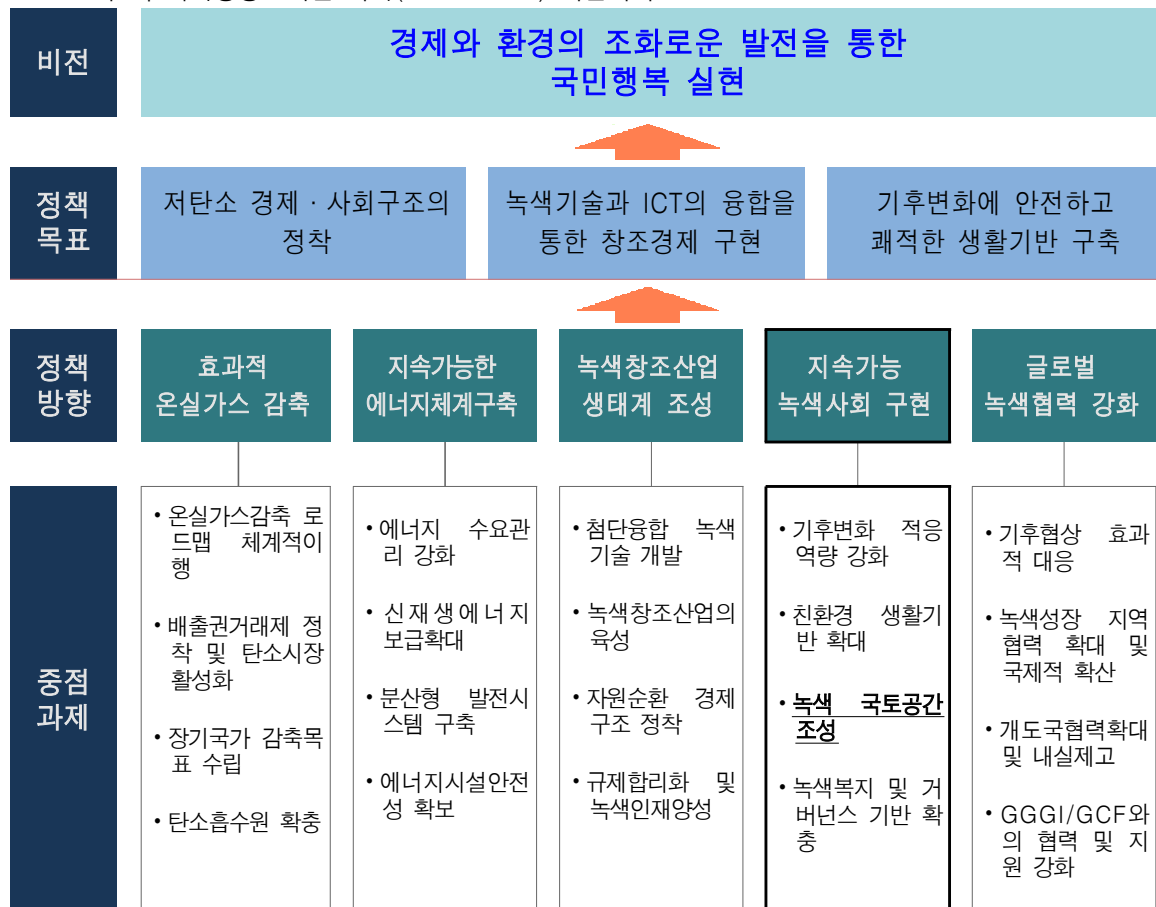 비전
경제와 환경의 조화로운 발전을 통한
국민행복 실현
정책
목표
저탄소 경제 · 사회구조의
정착
녹색기술과 ICT의 융합을
통한 창조경제 구현
기후변화에 안전하고
쾌적한 생활기반 구축
정책
방향
효과적
온실가스 감축
지속가능한
에너지체계구축
녹색창조산업
생태계 조성
지속가능
녹색사회 구현
글로벌
녹색협력 강화
중점
과제
• 온실가스감축 로
드맵 체계적이
행
• 배출권거래제 정
착 및 탄소시장
활성화
• 장기국가 감축목
표 수립
• 탄소흡수원 확충
• 에너지 수요관
리 강화
• 신재생에너지
보급확대
• 분산형 발전시
스템 구축
• 에너지시설안전
성 확보
• 첨단융합 녹색
기술 개발
• 녹색창조산업의
육성
• 자원순환 경제
구조 정착
• 규제합리화 및
녹색인재양성
• 기후변화 적응
역량 강화
• 친환경 생활기
반 확대
• 녹색 국토공간
조성
• 녹색복지 및 거
버넌스 기반 확
충
• 기후협상 효과
적 대응
• 녹색성장 지역
협력 확대 및
국제적 확산
• 개도국협력확대
및 내실제고
• GGGI/GCF와
의 협력 및 지
원 강화